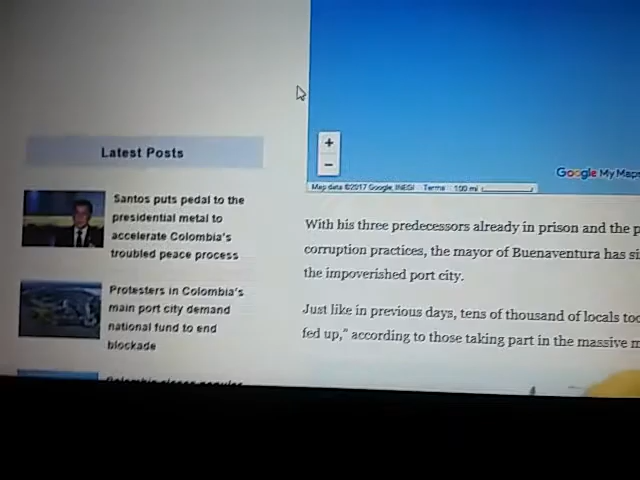 Latest Posts
Santos puts pedal to the
presidential metal to
accelerate Colombia's
troubled peace process
Protesters in Colombia's
main port city demand
national fund to end
blockade
+
−
Google My Maps
Map data ©2017 Google, INEGI Terms 100 mi
With his three predecessors already in prison and the
corruption practices, the mayor of Buenaventura has
the impoverished port city.
Just like in previous days, tens of thousand of locals
fed up," according to those taking part in the massive